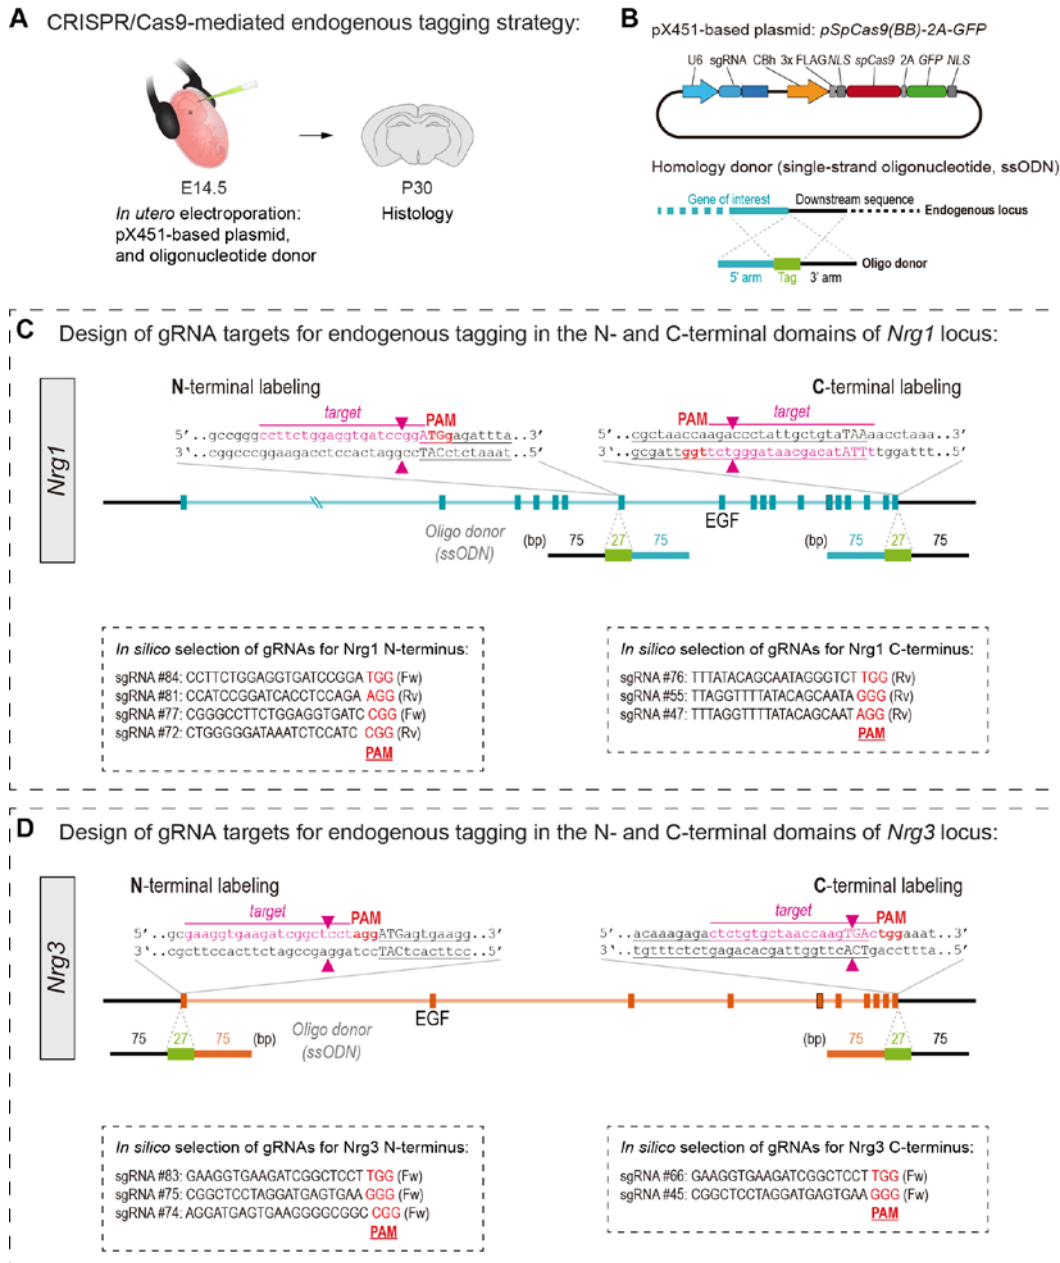 A CRISPR/Cas9-mediated endogenous tagging strategy:
E14.5
In utero electroporation:
pX451-based plasmid,
and oligonucleotide donor
P30
Histology
B pX451-based plasmid: pSpCas9(BB)-2A-GFP
U6 sgRNA CBh 3x FLAG NLS spCas9 2A GFP NLS
Homology donor (single-strand oligonucleotide, ssODN)
Gene of interest Downstream sequence
Endogenous locus
Oligo donor
5' arm Tag 3' arm
C Design of gRNA targets for endogenous tagging in the N- and C-terminal domains of Nrg1 locus:
Nrg1
N-terminal labeling
target PAM
5'..gccgggccttctggaggtgatccggATGgagattta..3'
3'..cggcccggaagacctccactaggccTACctctaaat..5'
C-terminal labeling
PAM target
5'..cgctaaccaagaccctattgctgtataTAAaacctaaa..3'
3'..gcgattggttctgggataacgacatATTttggattt..5'
EGF
Oligo donor
(ssODN)
(bp) 75 27 75
(bp) 75 27 75
In silico selection of gRNAs for Nrg1 N-terminus:
sgRNA #84: CCTTCTGGAGGTGATCCGGA TGG (Fw)
sgRNA #81: CCATCCGGATCACCTCCAGA AGG (Rv)
sgRNA #77: CGGGCCTTCTGGAGGTGATC CGG (Fw)
sgRNA #72: CTGGGGGATAAATCTCCATC CGG (Rv)
PAM
In silico selection of gRNAs for Nrg1 C-terminus:
sgRNA #76: TTTATACAGCAATAGGGTCT TGG (Rv)
sgRNA #55: TTAGGTTTTATACAGCAATA GGG (Rv)
sgRNA #47: TTTAGGTTTTATACAGCAAT AGG (Rv)
PAM
D Design of gRNA targets for endogenous tagging in the N- and C-terminal domains of Nrg3 locus:
Nrg3
N-terminal labeling
target PAM
5'..gcgaaggtgaagatcggctcctaggATGagtgaagg..3'
3'..cgcttccacttctagccgaggatccTACtcacttcc..5'
C-terminal labeling
target PAM
5'..acaaagagactctgtgctaaccaagTGActggaaat..3'
3'..tgtttctctgagacacgattggttcACTgaccttta..5'
EGF
75 27 75 (bp)
Oligo donor
(ssODN)
(bp) 75 27 75
In silico selection of gRNAs for Nrg3 N-terminus:
sgRNA #83: GAAGGTGAAGATCGGCTCCT TGG (Fw)
sgRNA #75: CGGCTCCTAGGATGAGTGAA GGG (Fw)
sgRNA #74: AGGATGAGTGAAGGGGCGGC CGG (Fw)
PAM
In silico selection of gRNAs for Nrg3 C-terminus:
sgRNA #66: GAAGGTGAAGATCGGCTCCT TGG (Fw)
sgRNA #45: CGGCTCCTAGGATGAGTGAA GGG (Fw)
PAM